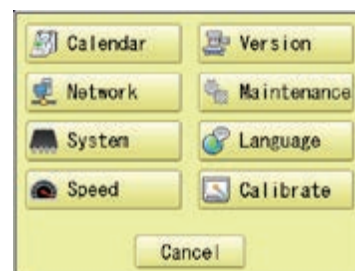 Calendar Version
Network Maintenance
System Language
Speed Calibrate
Cancel